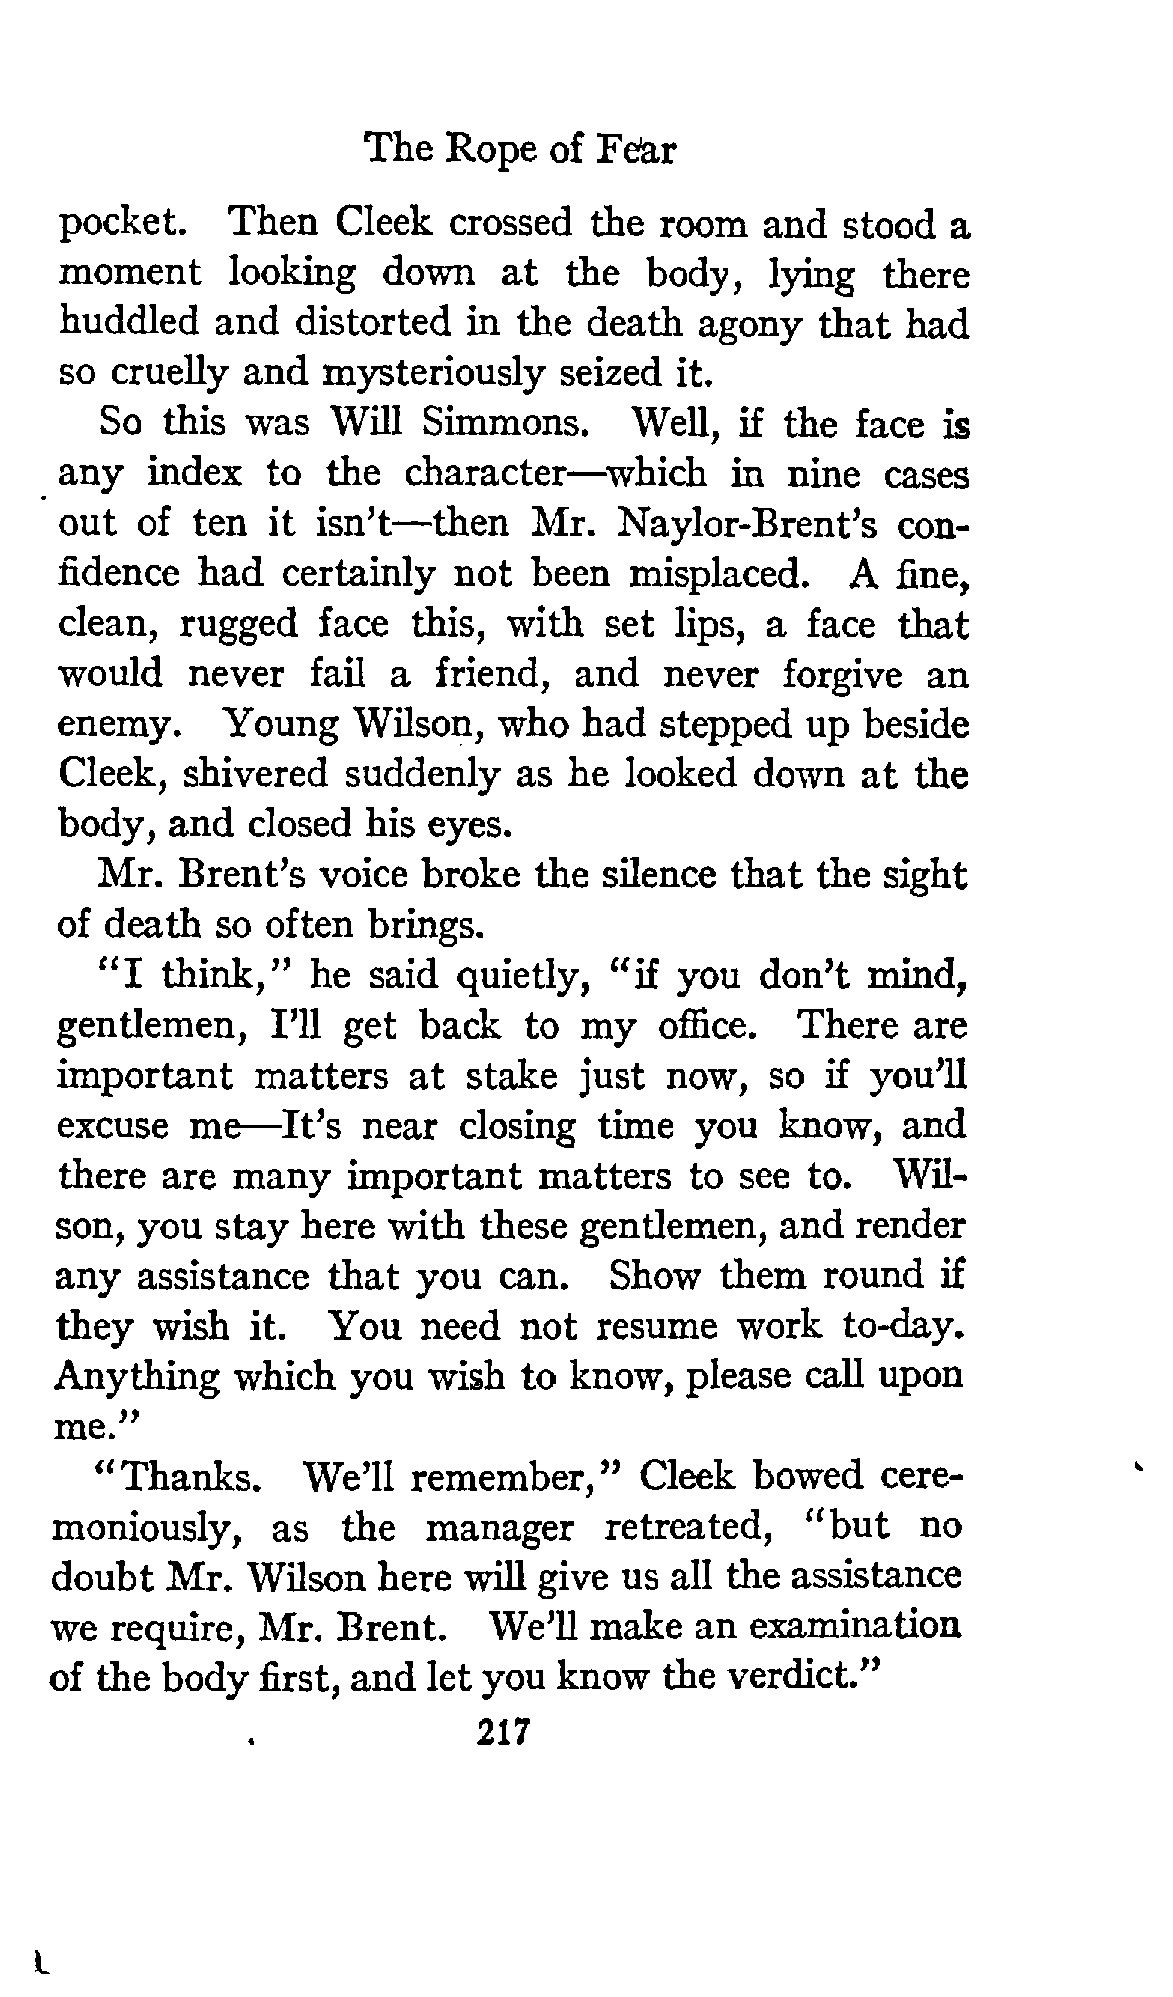 The Rope of Fear
pocket. Then Cleek crossed the room and stood a
moment looking down at the body, lying there
huddled and distorted in the death agony that had
so cruelly and mysteriously seized it.
So this was Will Simmons. Well, if the face is
any index to the character—which in nine cases
out of ten it isn't—then Mr. Naylor-Brent's con-
fidence had certainly not been misplaced. A fine,
clean, rugged face this, with set lips, a face that
would never fail a friend, and never forgive an
enemy. Young Wilson, who had stepped up beside
Cleek, shivered suddenly as he looked down at the
body, and closed his eyes.
Mr. Brent's voice broke the silence that the sight
of death so often brings.
"I think," he said quietly, "if you don't mind,
gentlemen, I'll get back to my office. There are
important matters at stake just now, so if you'll
excuse me—It's near closing time you know, and
there are many important matters to see to. Wil-
son, you stay here with these gentlemen, and render
any assistance that you can. Show them round if
they wish it. You need not resume work to-day.
Anything which you wish to know, please call upon
me."
"Thanks. We'll remember," Cleek bowed cere-
moniously, as the manager retreated, "but no
doubt Mr. Wilson here will give us all the assistance
we require, Mr. Brent. We'll make an examination
of the body first, and let you know the verdict."
217